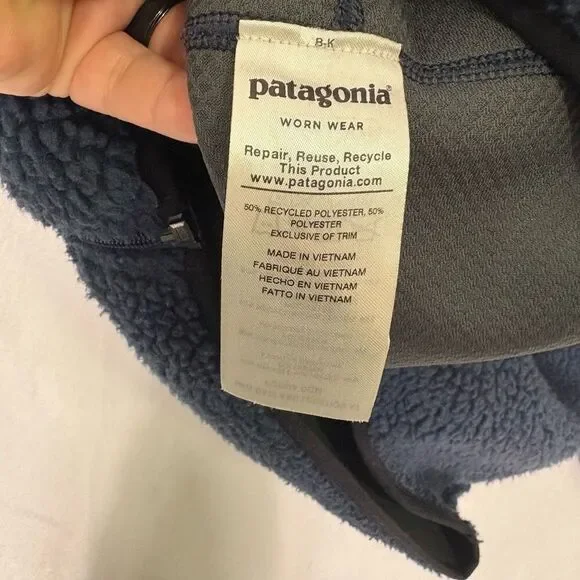 B-K
patagonia®
WORN WEAR
Repair, Reuse, Recycle
This Product
www.patagonia.com
50% RECYCLED POLYESTER, 50%
POLYESTER
EXCLUSIVE OF TRIM
MADE IN VIETNAM
FABRIQUÉ AU VIETNAM
HECHO EN VIETNAM
FATTO IN VIETNAM